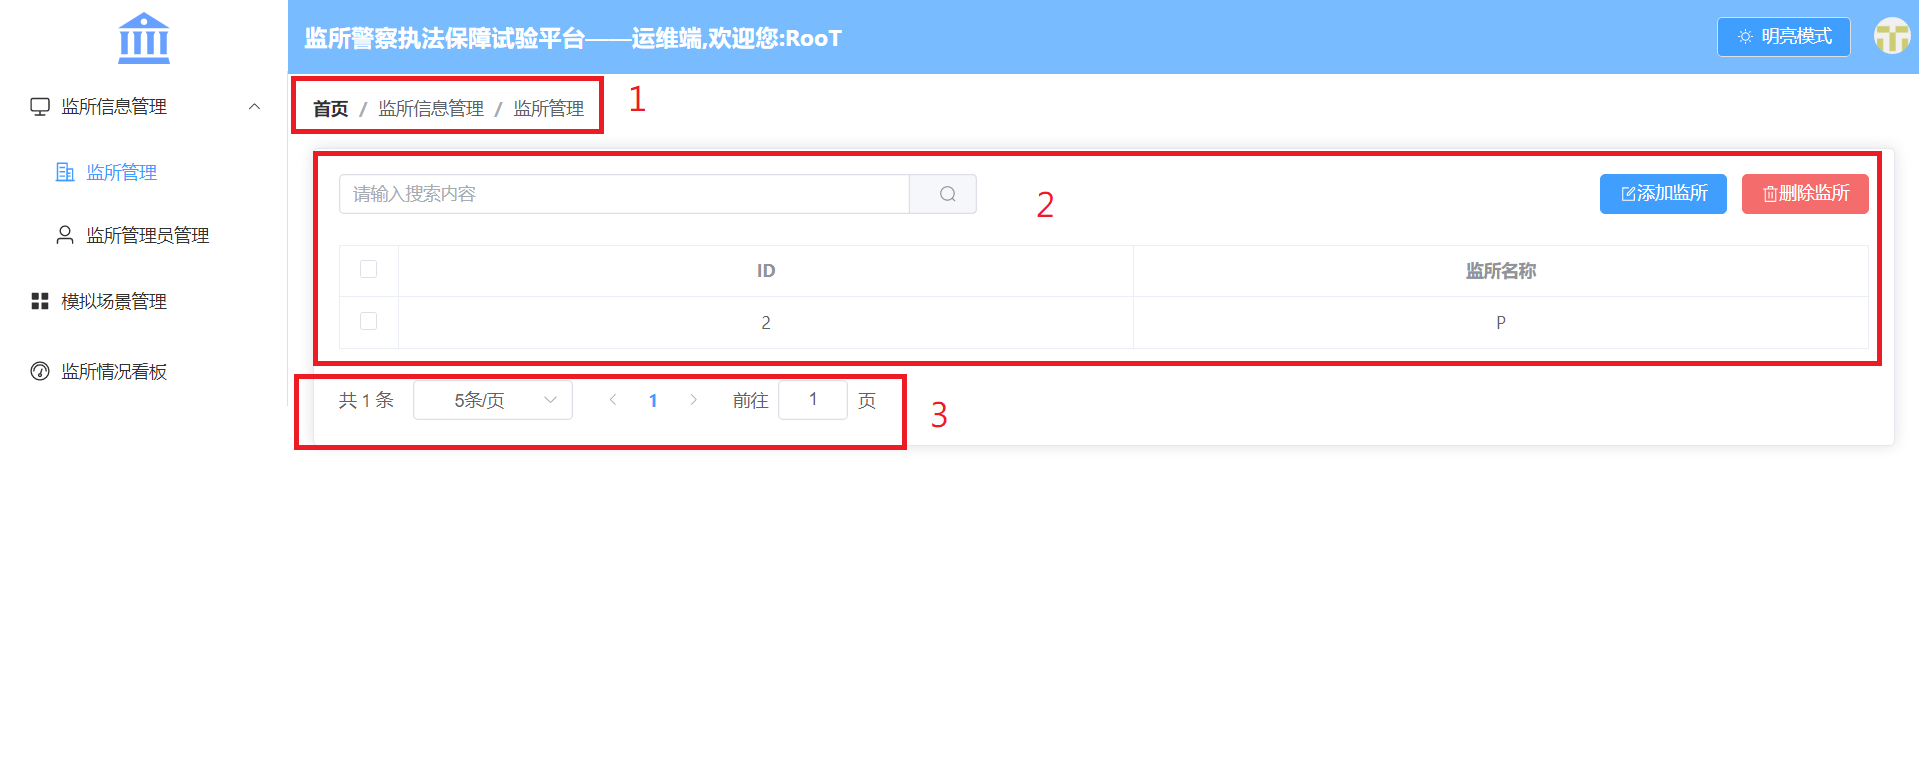 监所警察执法保障试验平台——运维端,欢迎您:RooT
明亮模式
监所信息管理
监所管理
监所管理员管理
模拟场景管理
监所情况看板
首页 / 监所信息管理 / 监所管理
1
请输入搜索内容
2
添加监所
删除监所
ID 监所名称
2 P
共 1 条 5条/页 1 前往 1 页
3